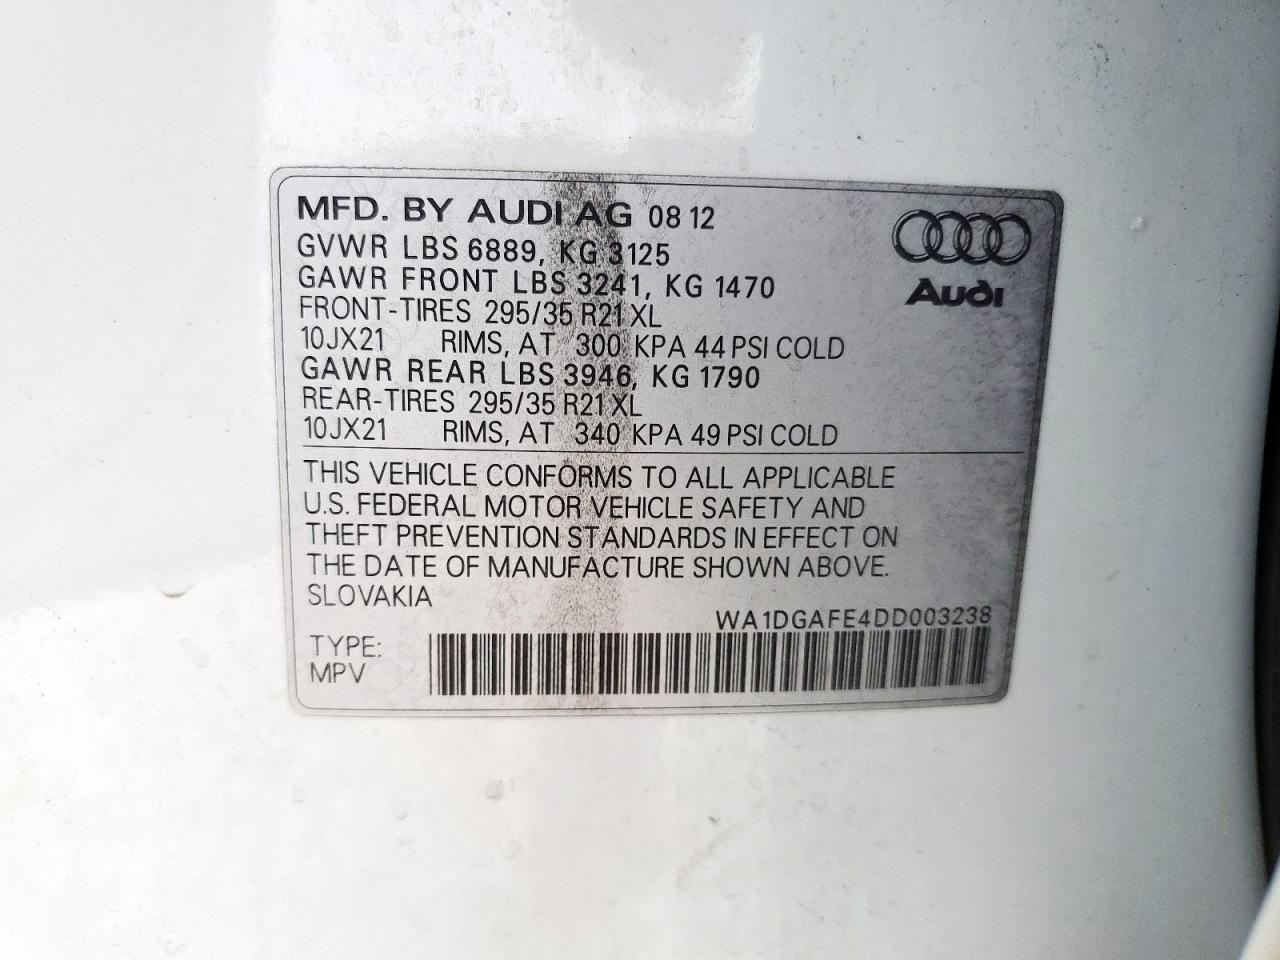 MFD. BY AUDI AG 08 12
GVWR LBS 6889, KG 3125
GAWR FRONT LBS 3241, KG 1470
FRONT-TIRES 295/35 R21 XL
10JX21 RIMS, AT 300 KPA 44 PSI COLD
GAWR REAR LBS 3946, KG 1790
REAR-TIRES 295/35 R21 XL
10JX21 RIMS, AT 340 KPA 49 PSI COLD
Audi
THIS VEHICLE CONFORMS TO ALL APPLICABLE
U.S. FEDERAL MOTOR VEHICLE SAFETY AND
THEFT PREVENTION STANDARDS IN EFFECT ON
THE DATE OF MANUFACTURE SHOWN ABOVE.
SLOVAKIA
WA1DGAFE4DD003238
TYPE:
MPV